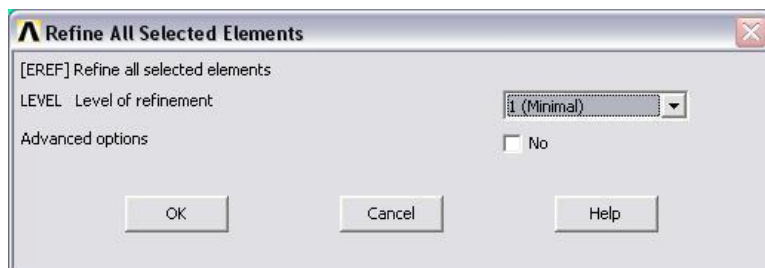 Refine All Selected Elements
[EREF] Refine all selected elements
LEVEL Level of refinement 1 (Minimal)
Advanced options No
OK Cancel Help